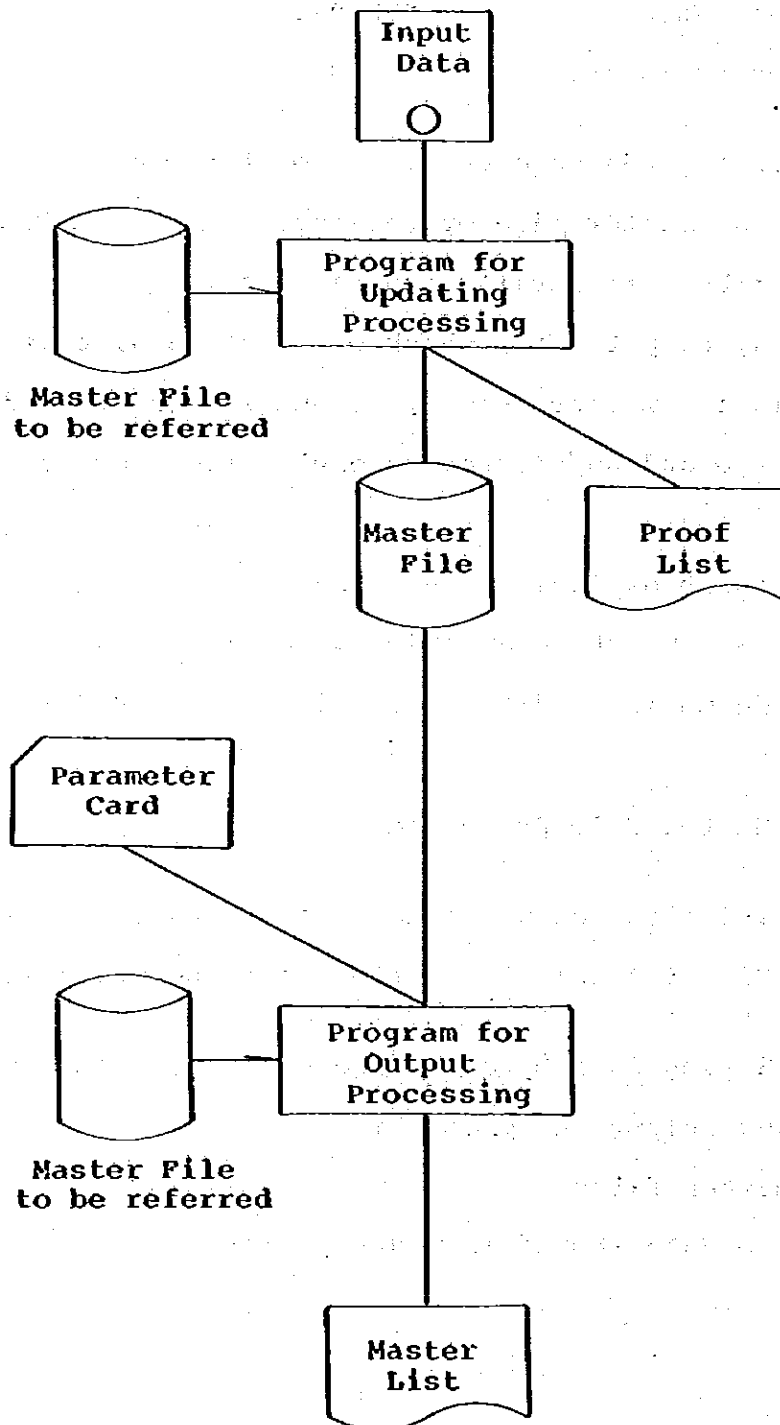 Input
Data
Program for
Updating
Processing
Master File
to be referred
Master
File
Proof
List
Parameter
Card
Program for
Output
Processing
Master File
to be referred
Master
List